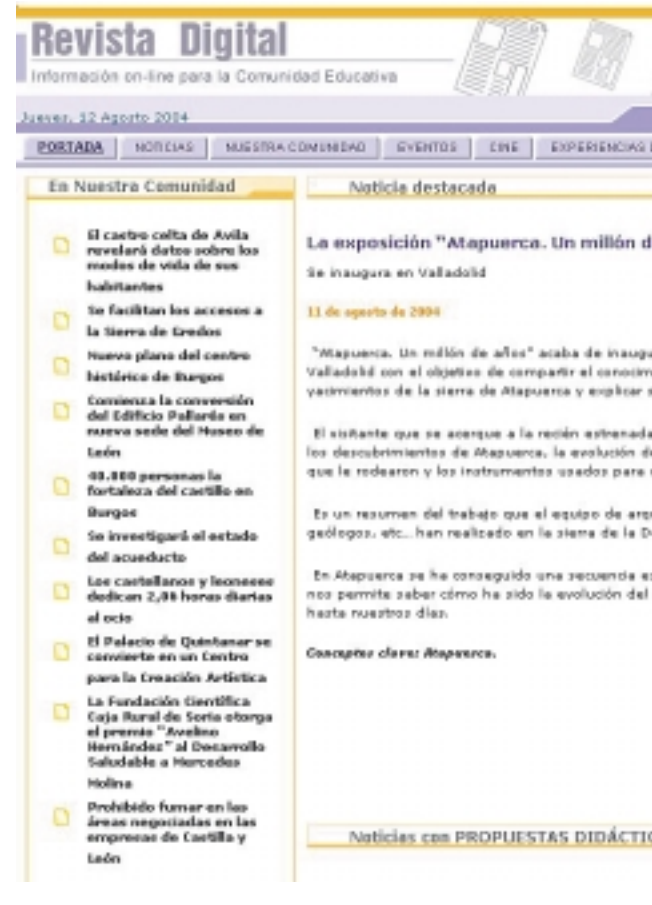 Revista Digital
Información on-line para la Comunidad Educativa
Jueves, 12 Agosto 2004
PORTADA NOTICIAS NUESTRA COMUNIDAD EVENTOS CINE EXPERIENCIAS
En Nuestra Comunidad
El castro celta de Avila
revelará datos sobre los
modos de vida de sus
habitantes
Se facilitan los accesos a
la Sierra de Gredos
Nuevo plano del centro
histórico de Burgos
Comienza la conversión
del Edificio Pallarés en
nueva sede del Museo de
León
40.000 personas la
fortaleza del castillo en
Burgos
Se investigará el estado
del acueducto
Los castellanos y leoneses
dedican 2,06 horas diarias
al ocio
El Palacio de Quintanar se
convierte en un Centro
para la Creación Artística
La Fundación Científica
Caja Rural de Soria otorga
el premio "Avelino
Hernández" al Desarrollo
Saludable a Mercedes
Molina
Prohibido fumar en las
áreas negociadas en las
empresas de Castilla y
León
Noticia destacada
La exposición "Atapuerca. Un millón d
Se inaugura en Valladolid
11 de agosto de 2004
"Atapuerca. Un millón de años" acaba de inaugu
Valladolid con el objetivo de compartir el conocim
yacimientos de la sierra de Atapuerca y explicar s
El visitante que se acerque a la recién estrenada
los descubrimientos de Atapuerca, la evolución de
que le rodearon y los instrumentos usados para
Es un resumen del trabajo que el equipo de arq
geólogos, etc.. han realizado en la sierra de la D
En Atapuerca se ha conseguido una secuencia es
nos permite saber cómo ha sido la evolución del
hasta nuestros días.
Conceptos clave: Atapuerca.
Noticias con PROPUESTAS DIDÁCTIC